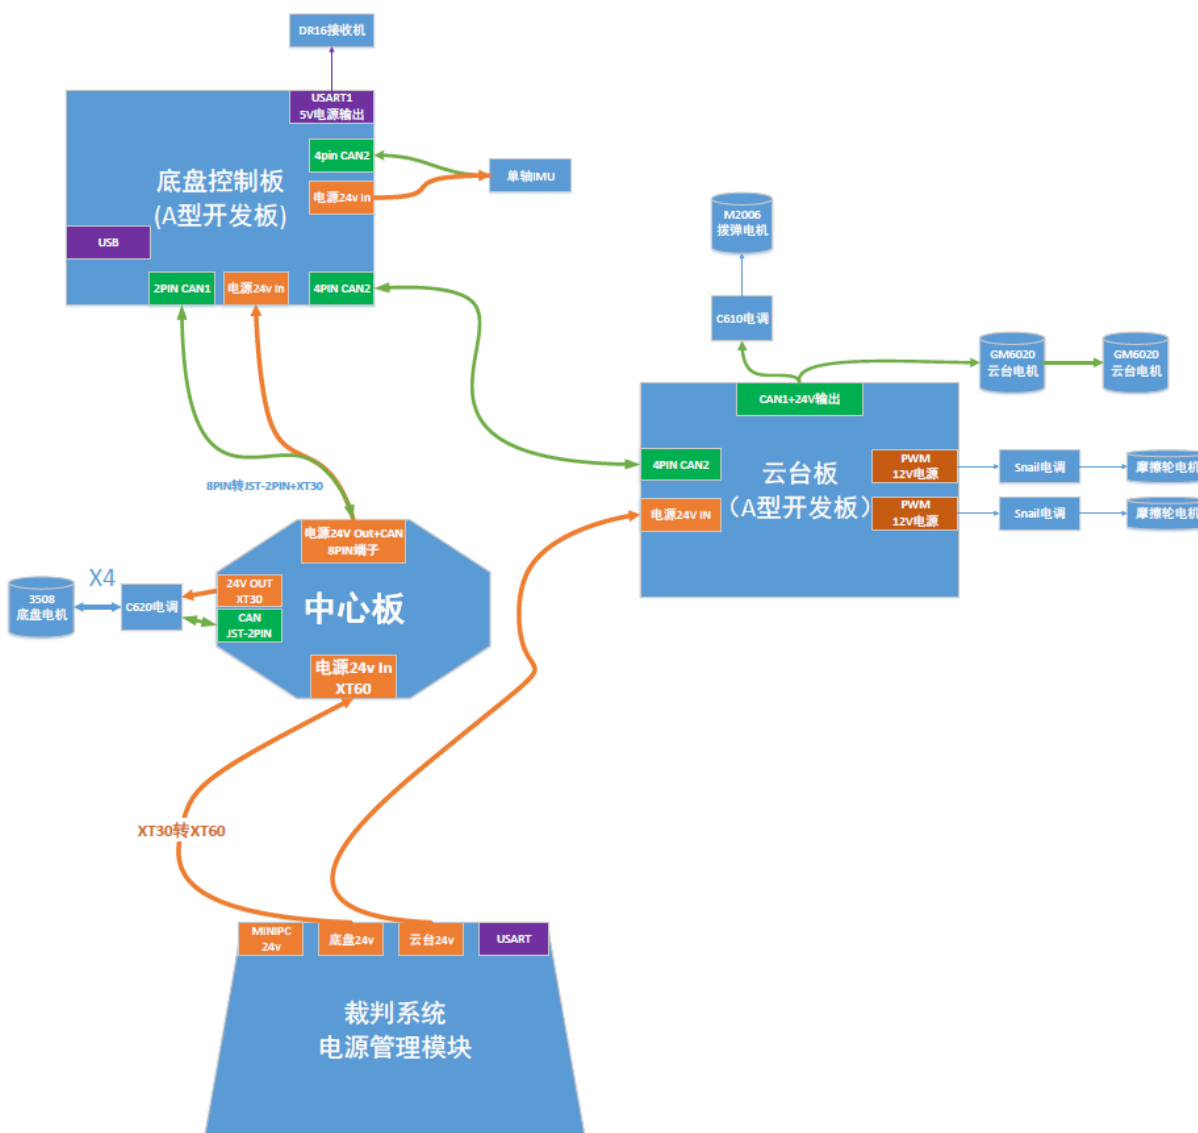 DR16接收机
USART1
5V电源输出
4pin CAN2
电源24v In
单轴IMU
底盘控制板
(A型开发板)
USB
2PIN CAN1
电源24v In
4PIN CAN2
M2006
拨弹电机
C610电调
GM6020
云台电机
GM6020
云台电机
CAN1+24V输出
4PIN CAN2
电源24V IN
云台板
（A型开发板）
PWM
12V电源
PWM
12V电源
Snail电调
Snail电调
摩擦轮电机
摩擦轮电机
8PIN转JST-2PIN+XT30
电源24V Out+CAN
8PIN端子
X4
3508
底盘电机
C620电调
24V OUT
XT30
CAN
JST-2PIN
中心板
电源24v In
XT60
XT30转XT60
MINIPC
24v
底盘24v
云台24v
USART
裁判系统
电源管理模块